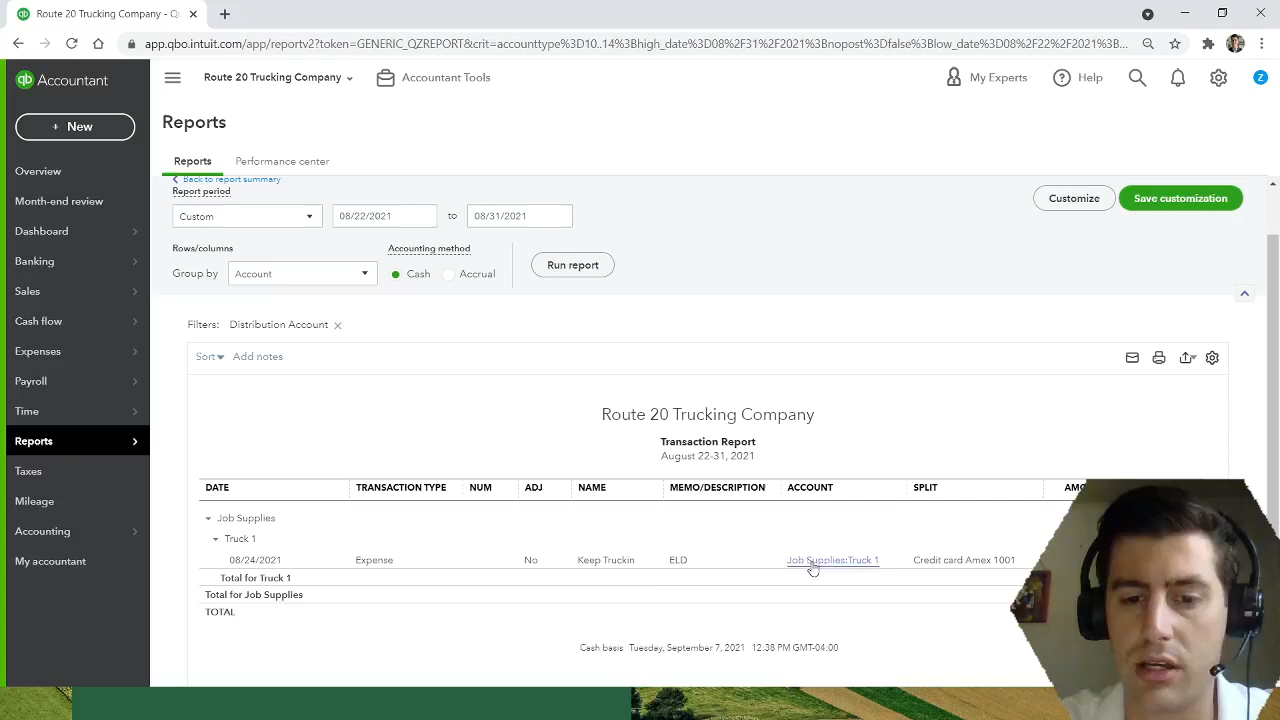 Route 20 Trucking Company - Q
app.qbo.intuit.com/app/reportv2?token=GENERIC_QZREPORT&crit=accounttype%10..14%3Bhigh_date%3D08%2F31%2F2021%3Bnopost%3Dfalse%3Blow_date%3D08%2F22%2F2021%3B...
qb Accountant
Route 20 Trucking Company
Accountant Tools
My Experts
Help
Z
+ New
Reports
Overview
Month-end review
Dashboard
Banking
Sales
Cash flow
Expenses
Payroll
Time
Reports
Taxes
Mileage
Accounting
My accountant
Reports
Performance center
Back to report summary
Report period
Custom
08/22/2021
to
08/31/2021
Customize
Save customization
Rows/columns
Accounting method
Group by
Account
Cash
Accrual
Run report
Filters: Distribution Account
Sort
Add notes
Route 20 Trucking Company
Transaction Report
August 22-31, 2021
DATE TRANSACTION TYPE NUM ADJ NAME MEMO/DESCRIPTION ACCOUNT SPLIT
Job Supplies
Truck 1
08/24/2021 Expense No Keep Truckin ELD Job Supplies:Truck 1 Credit card Amex 1001
Total for Truck 1
Total for Job Supplies
TOTAL
Cash basis Tuesday, September 7, 2021 12:38 PM GMT-04:00